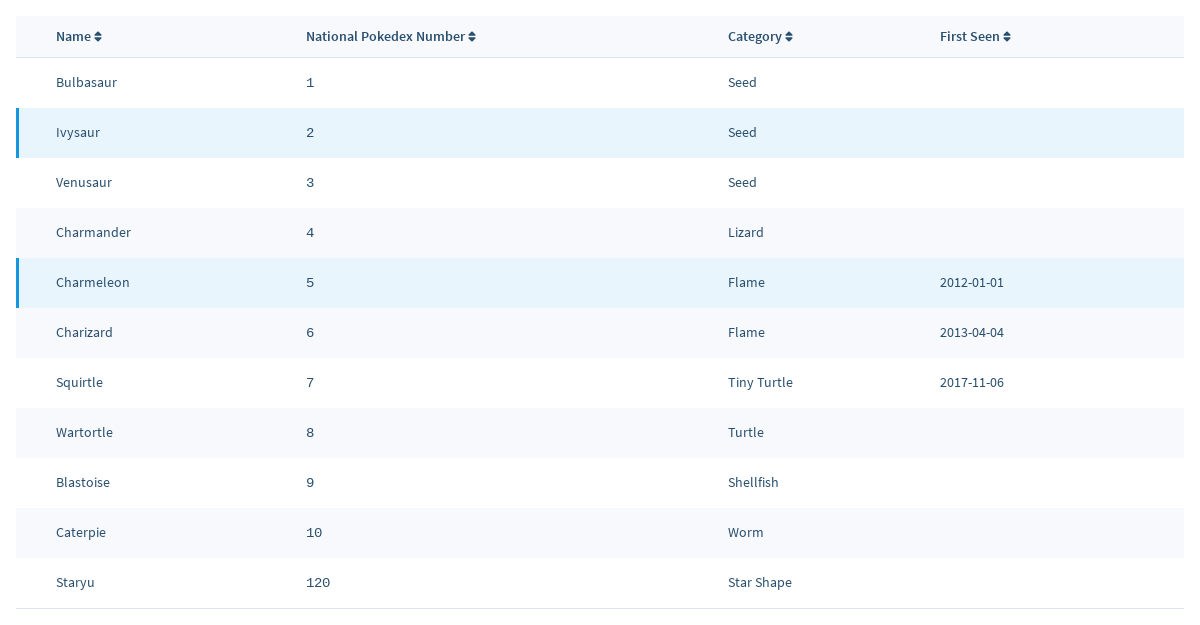 Name National Pokedex Number Category First Seen
Bulbasaur 1 Seed
Ivysaur 2 Seed
Venusaur 3 Seed
Charmander 4 Lizard
Charmeleon 5 Flame 2012-01-01
Charizard 6 Flame 2013-04-04
Squirtle 7 Tiny Turtle 2017-11-06
Wartortle 8 Turtle
Blastoise 9 Shellfish
Caterpie 10 Worm
Staryu 120 Star Shape